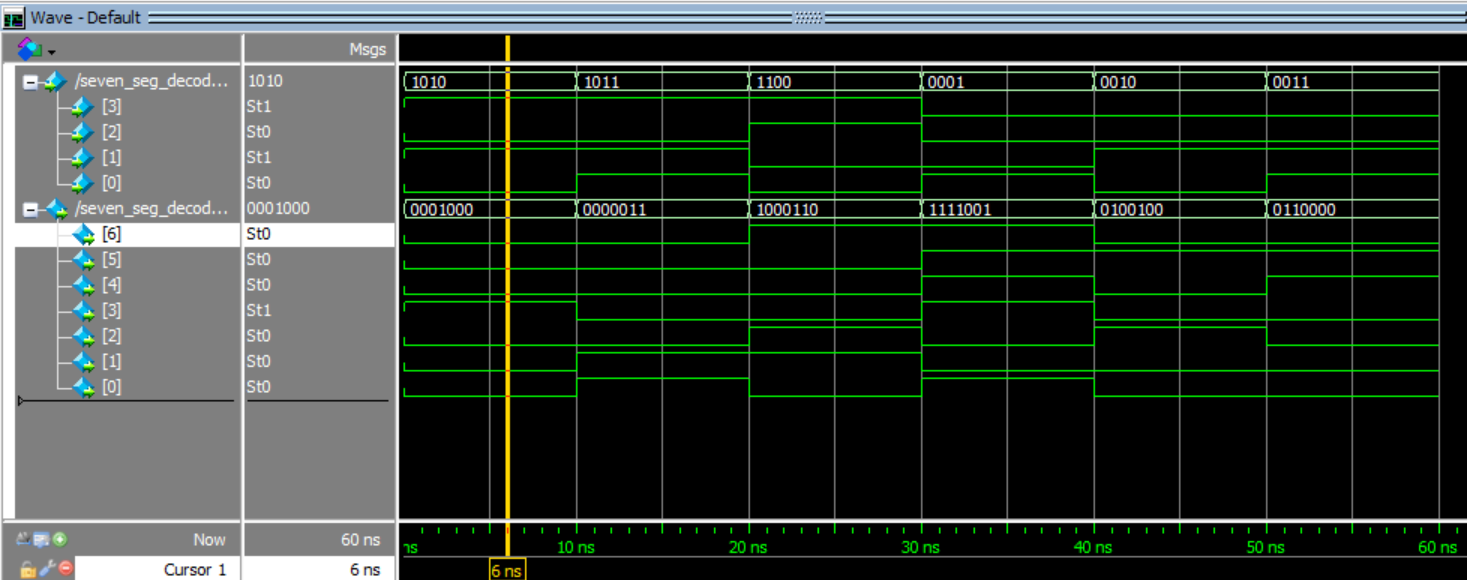 Wave - Default
Msgs
/seven_seg_decod... 1010 1010 1011 1100 0001 0010 0011
[3] St1
[2] St0
[1] St1
[0] St0
/seven_seg_decod... 0001000 0001000 0000011 1000110 1111001 0100100 0110000
[6] St0
[5] St0
[4] St0
[3] St1
[2] St0
[1] St0
[0] St0
Now 60 ns ns 10 ns 20 ns 30 ns 40 ns 50 ns 60 ns
Cursor 1 6 ns 6 ns